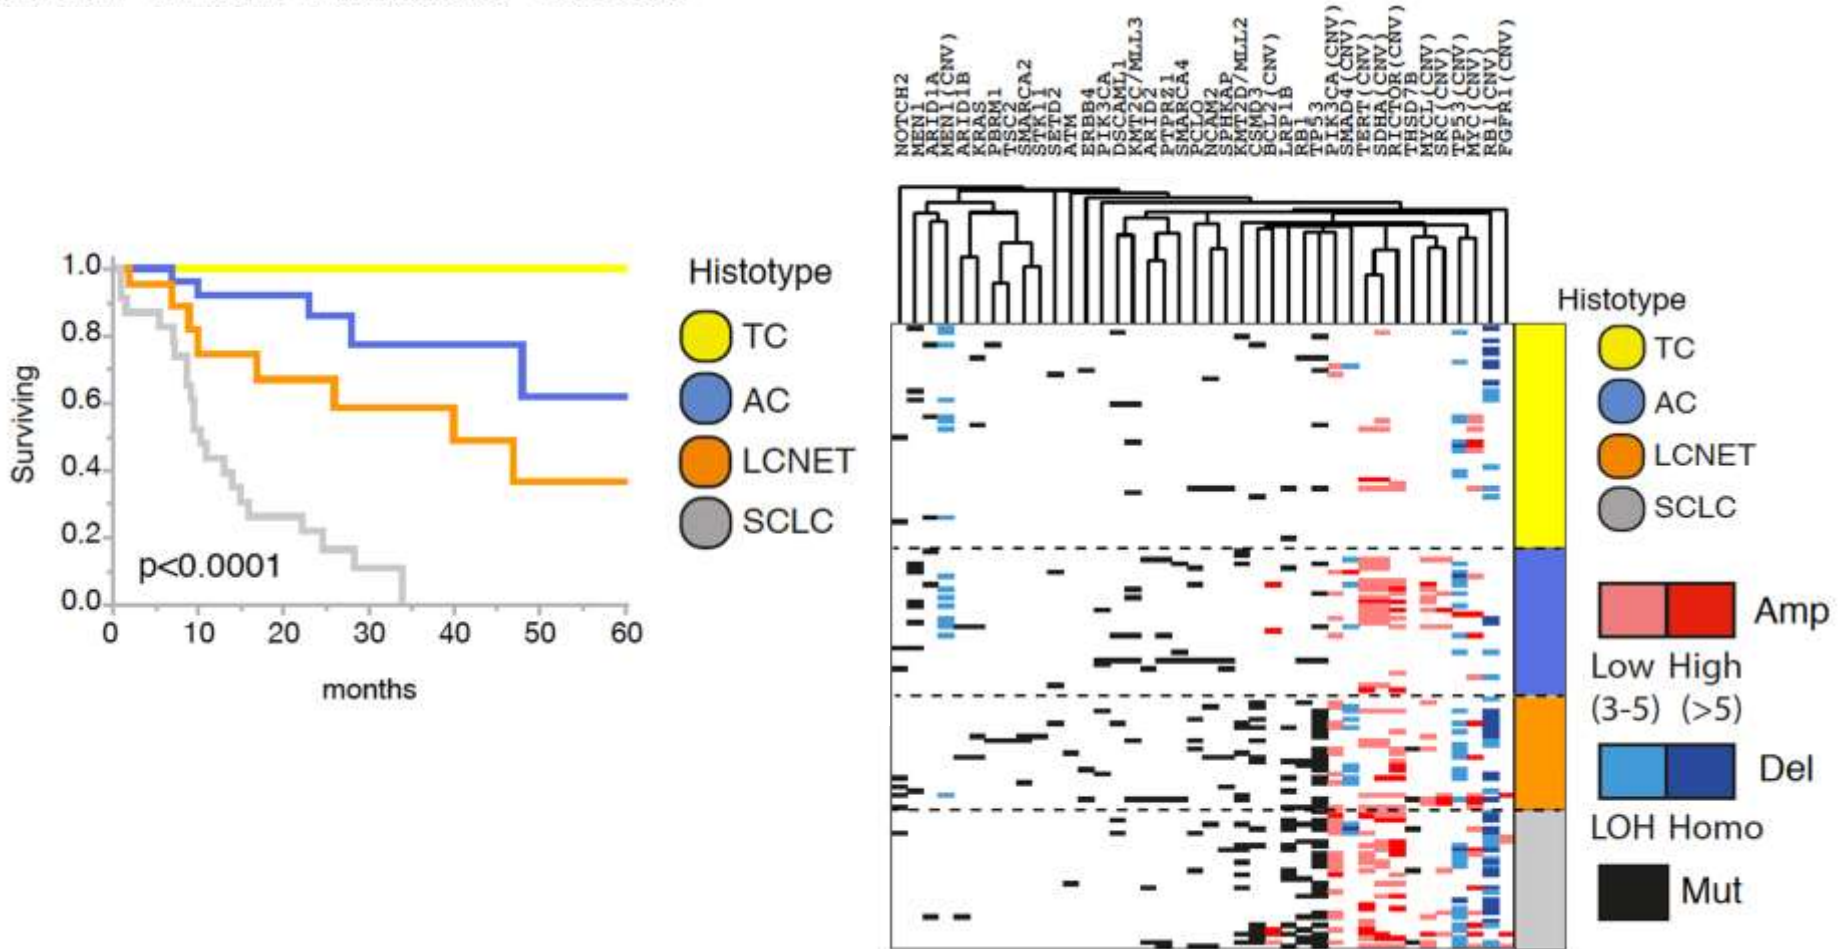 1.0
0.8
0.6
0.4
0.2
0.0
Surviving
p<0.0001
0 10 20 30 40 50 60
months
Histotype
TC
AC
LCNET
SCLC
NOTCH2
MEN1
ARID1A
MEN1(CNV)
ARID1B
KRAS
PBRM1
TSC2
SMARCA2
STK11
SETD2
ATM
ERBB4
PIK3CA
DSCAML1
KMT2C/MLL3
ARID2
PTPRZ1
SMARCA4
PCLO
NCAM2
SPHKAP
KMT2D/MLL2
CSMD3
BCL2(CNV)
LRP1B
RB1
TP53
PIK3CA(CNV)
SMAD4(CNV)
TERT(CNV)
SDHA(CNV)
RICTOR(CNV)
THSD7B
MYCL(CNV)
SRC(CNV)
TP53(CNV)
MYC(CNV)
RB1(CNV)
FGFR1(CNV)
Histotype
TC
AC
LCNET
SCLC
Amp
Low High
(3-5) (>5)
Del
LOH Homo
Mut